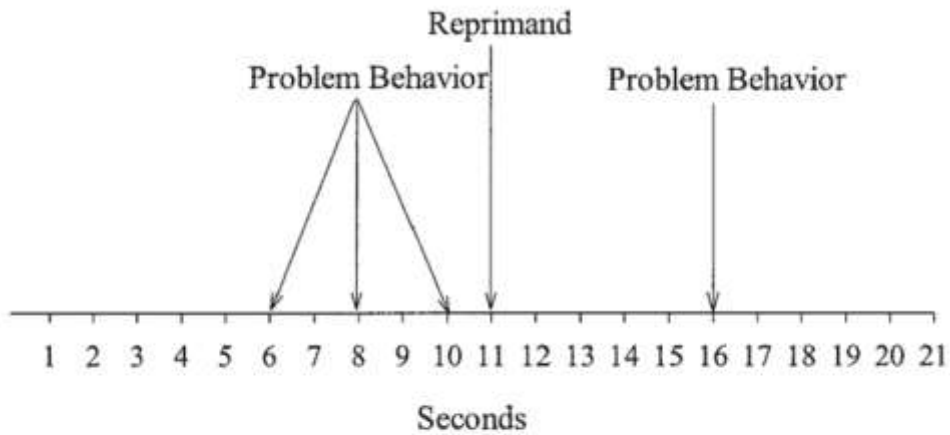 Reprimand
Problem Behavior
Problem Behavior
1 2 3 4 5 6 7 8 9 10 11 12 13 14 15 16 17 18 19 20 21
Seconds